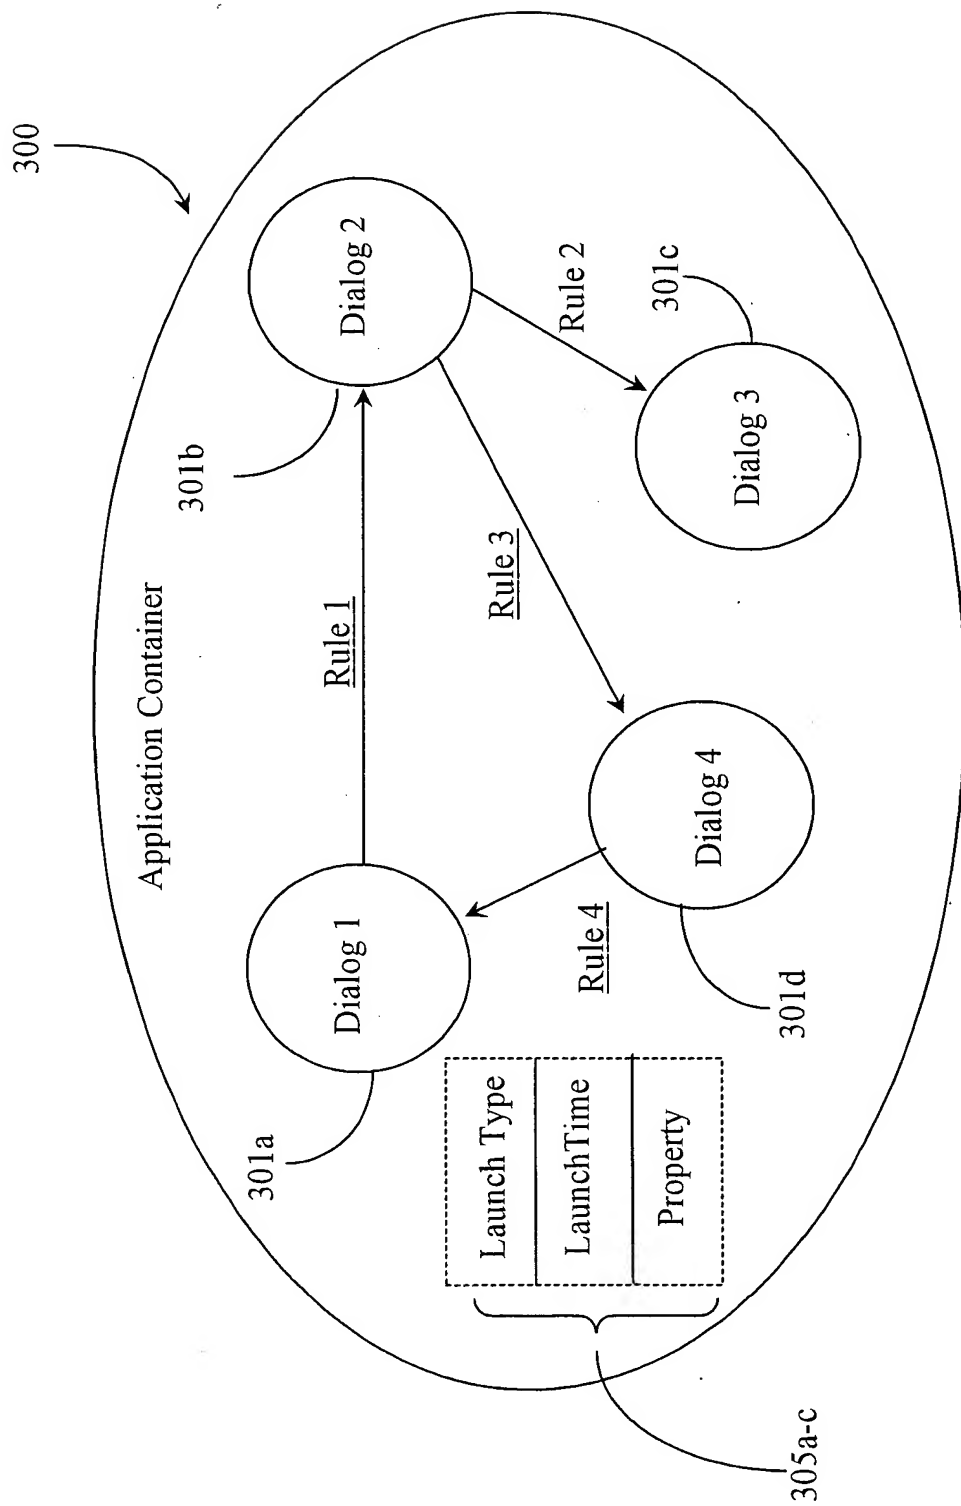 300
Application Container
Dialog 1
Rule 1
Dialog 2
301a
301b
Rule 3
Rule 2
Launch Type
LaunchTime
Property
Rule 4
301c
Dialog 4
Dialog 3
301d
305a-c